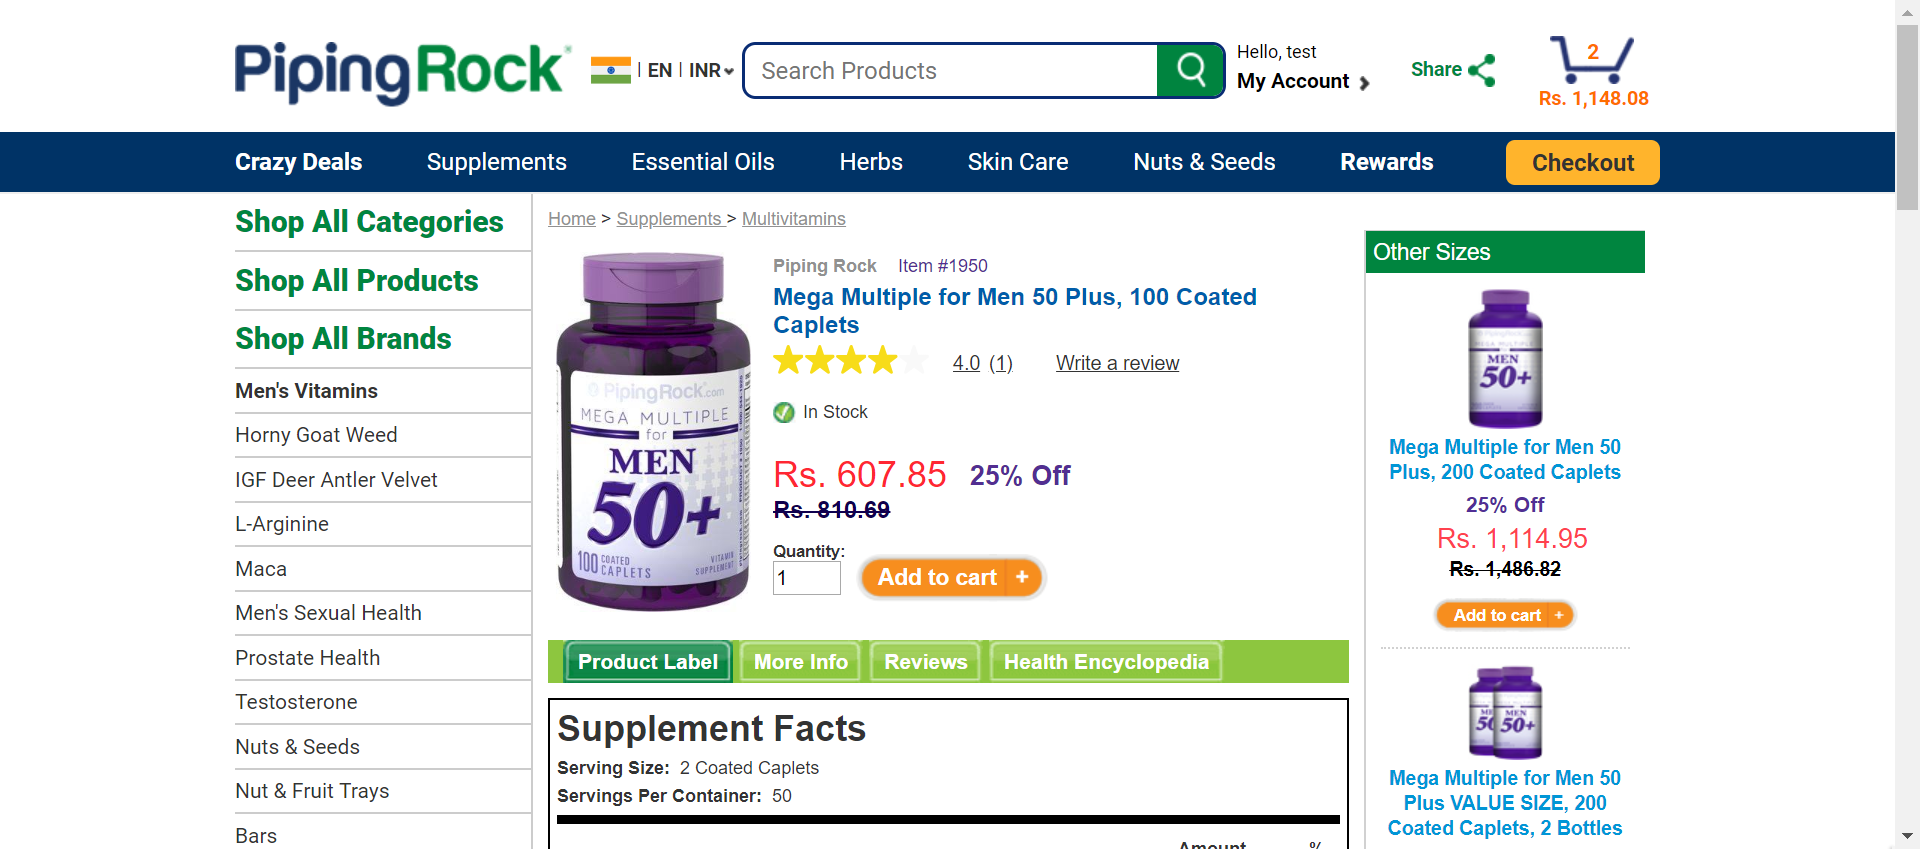 PipingRock
EN | INR
Search Products
Hello, test
My Account
Share
2
Rs. 1,148.08
Crazy Deals
Supplements
Essential Oils
Herbs
Skin Care
Nuts & Seeds
Rewards
Checkout
Shop All Categories
Shop All Products
Shop All Brands
Men's Vitamins
Horny Goat Weed
IGF Deer Antler Velvet
L-Arginine
Maca
Men's Sexual Health
Prostate Health
Testosterone
Nuts & Seeds
Nut & Fruit Trays
Bars
Home > Supplements > Multivitamins
PipingRock.com
MEGA MULTIPLE
for
MEN
50+
100 COATED
CAPLETS
VITAMIN
SUPPLEMENT
Piping Rock Item #1950
Mega Multiple for Men 50 Plus, 100 Coated
Caplets
4.0 (1) Write a review
In Stock
Rs. 607.85 25% Off
Rs. 810.69
Quantity:
1
Add to cart +
Product Label
More Info
Reviews
Health Encyclopedia
Supplement Facts
Serving Size: 2 Coated Caplets
Servings Per Container: 50
Amount %
Other Sizes
PipingRock.com
MEGA MULTIPLE
MEN
50+
Mega Multiple for Men 50
Plus, 200 Coated Caplets
25% Off
Rs. 1,114.95
Rs. 1,486.82
Add to cart +
MEN
50+
Mega Multiple for Men 50
Plus VALUE SIZE, 200
Coated Caplets, 2 Bottles